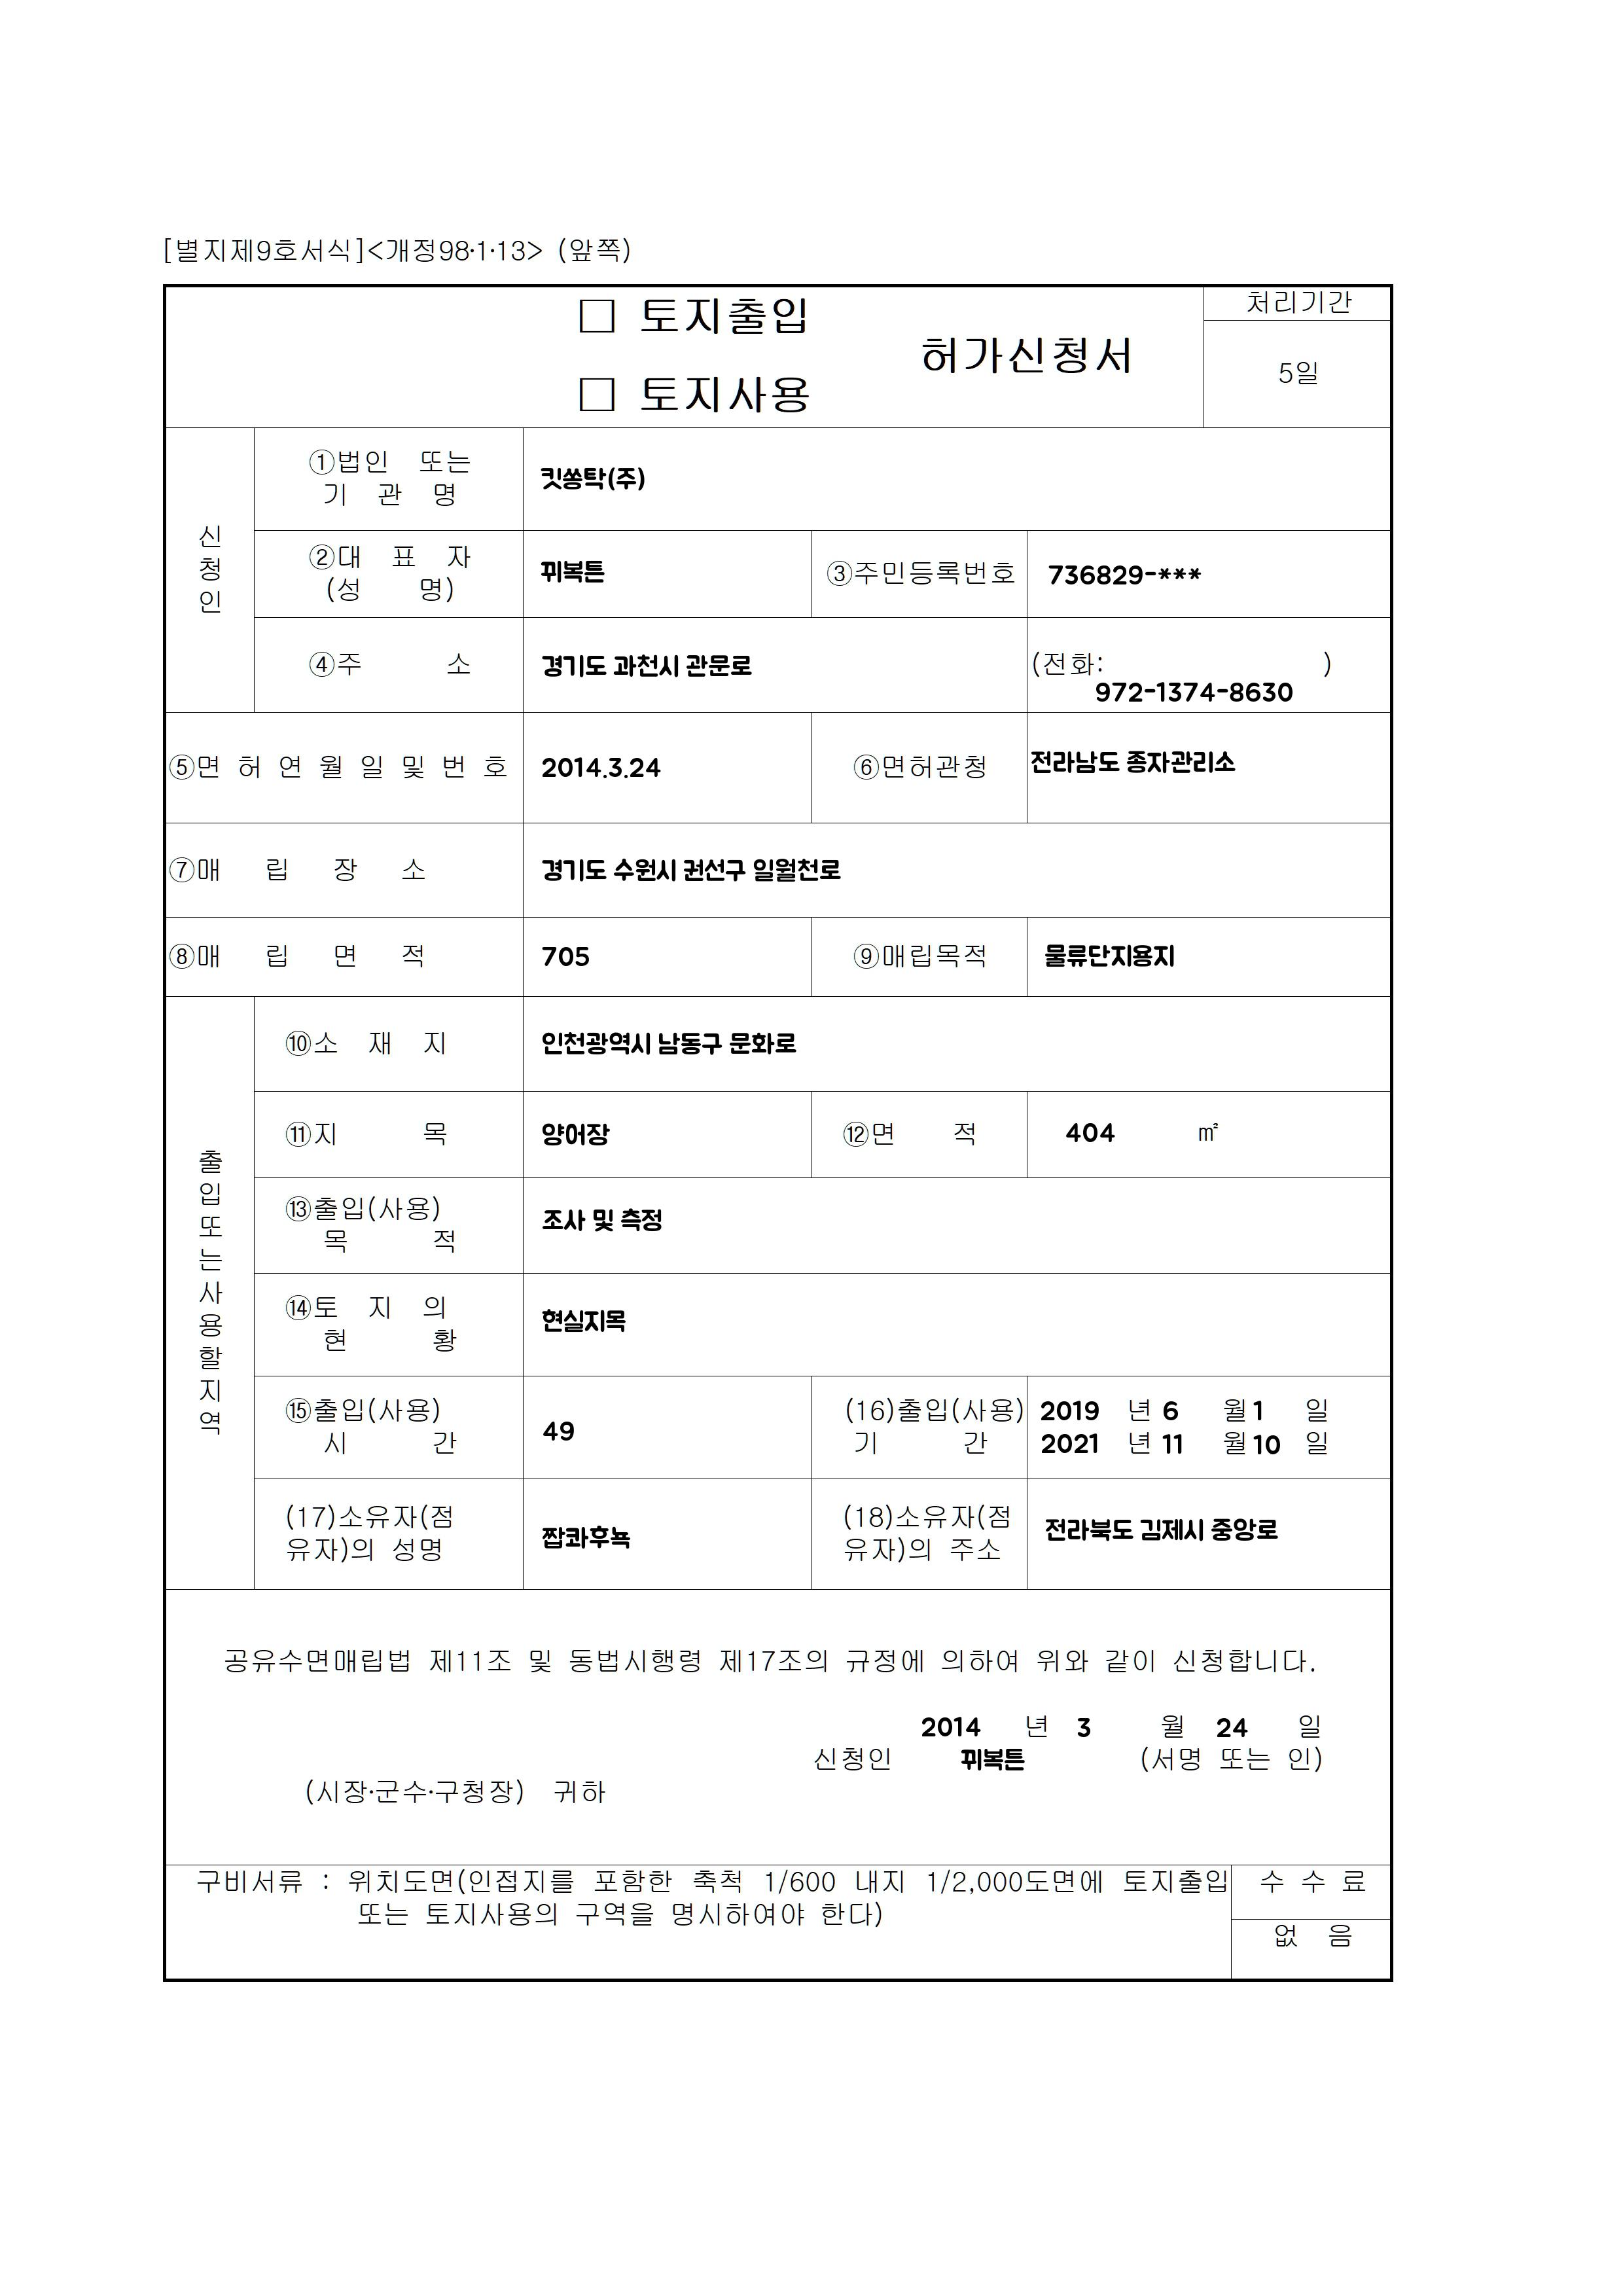 [별지제9호서식]<개정98·1·13> (앞쪽)
□ 토지출입
□ 토지사용
허가신청서
처리기간
5일
신청인
①법인 또는
기 관 명
킷쏭탁(주)
②대 표 자
(성 명)
뀌복튼
③주민등록번호
736829-***
④주 소
경기도 과천시 관문로
(전화: )
972-1374-8630
⑤면 허 연 월 일 및 번 호
2014.3.24
⑥면허관청
전라남도 종자관리소
⑦매 립 장 소
경기도 수원시 권선구 일월천로
⑧매 립 면 적
705
⑨매립목적
물류단지용지
출입또는사용할지역
⑩소 재 지
인천광역시 남동구 문화로
⑪지 목
양어장
⑫면 적
404 ㎡
⑬출입(사용)
목 적
조사 및 측정
⑭토 지 의
현 황
현실지목
⑮출입(사용)
시 간
49
(16)출입(사용)
기 간
2019 년 6 월 1 일
2021 년 11 월 10 일
(17)소유자(점
유자)의 성명
짭콰후뇩
(18)소유자(점
유자)의 주소
전라북도 김제시 중앙로
공유수면매립법 제11조 및 동법시행령 제17조의 규정에 의하여 위와 같이 신청합니다.
2014 년 3 월 24 일
신청인 뀌복튼 (서명 또는 인)
(시장·군수·구청장) 귀하
구비서류 : 위치도면(인접지를 포함한 축척 1/600 내지 1/2,000도면에 토지출입
또는 토지사용의 구역을 명시하여야 한다)
수 수 료
없 음